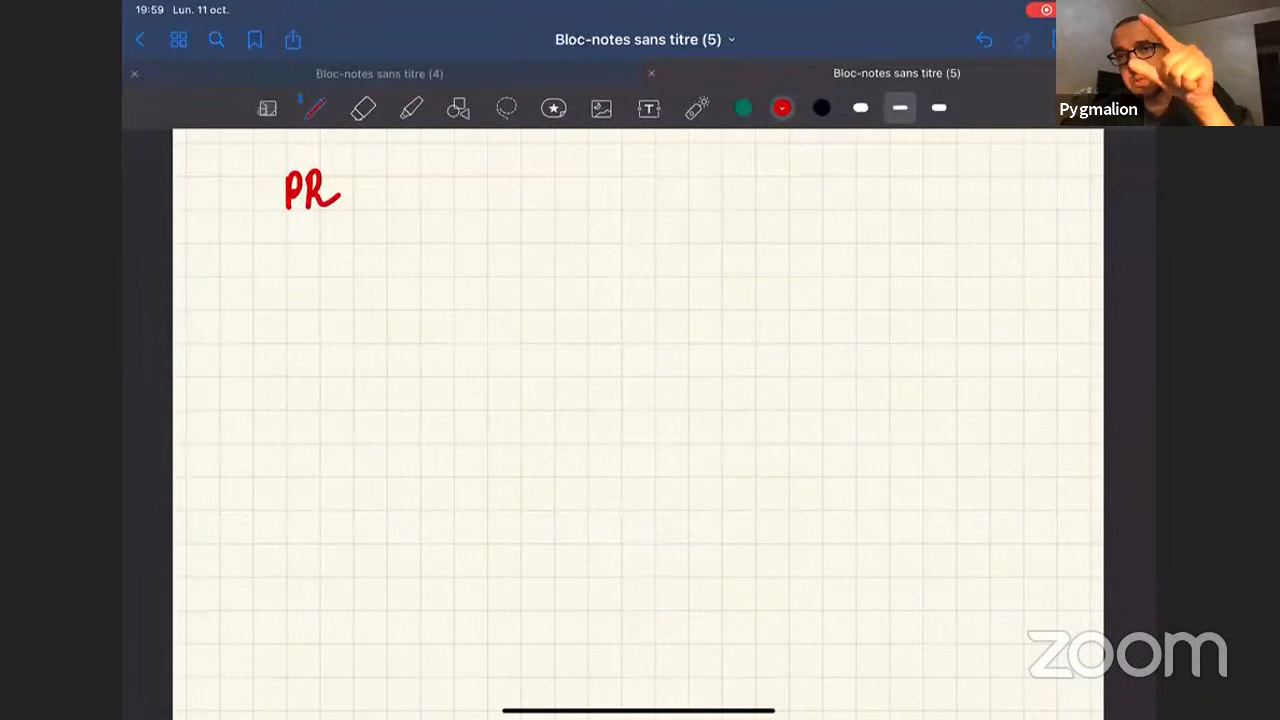 19:59 Lun. 11 oct.
Bloc-notes sans titre (5)
Bloc-notes sans titre (4)
Bloc-notes sans titre (5)
Pygmalion
PR
zoom